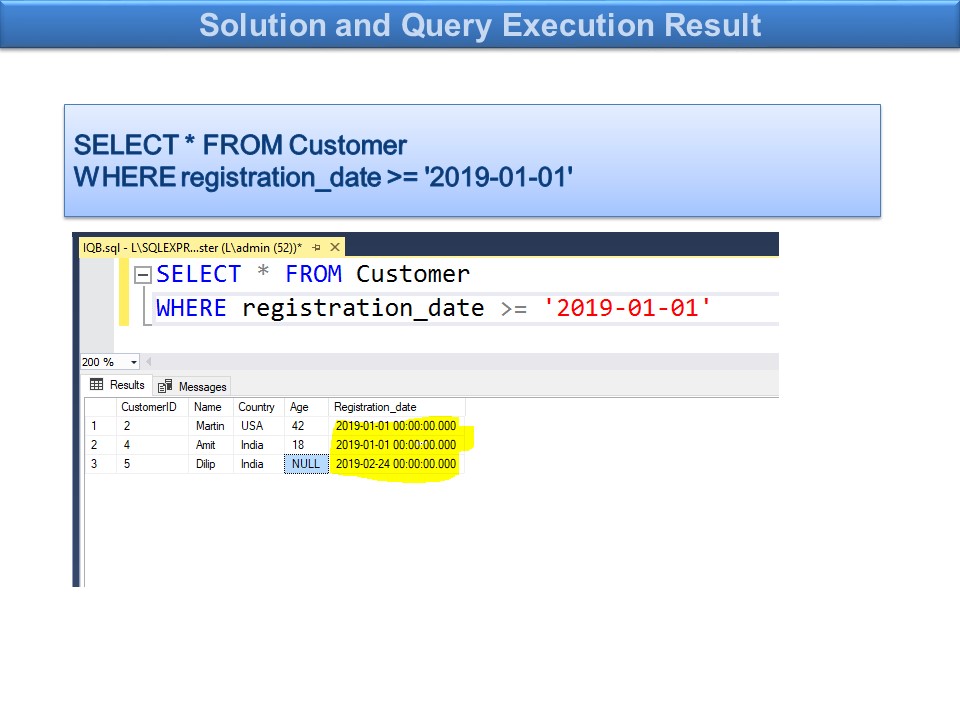 Solution and Query Execution Result
SELECT * FROM Customer
WHERE registration_date >= '2019-01-01'
IQB.sql - L\SQLEXPR...ster (L\admin (52))*
SELECT * FROM Customer
WHERE registration_date >= '2019-01-01'
200 %
Results Messages
CustomerID Name Country Age Registration_date
1 2 Martin USA 42 2019-01-01 00:00:00.000
2 4 Amit India 18 2019-01-01 00:00:00.000
3 5 Dilip India NULL 2019-02-24 00:00:00.000